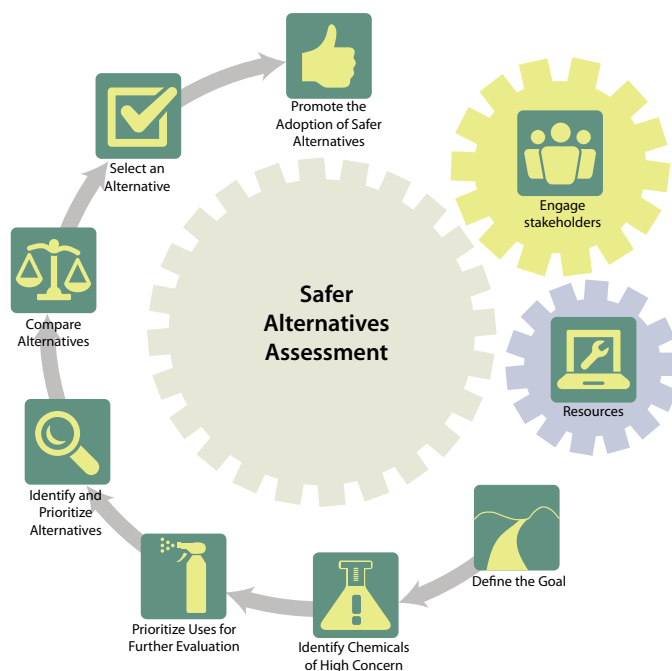 Promote the
Adoption of Safer
Alternatives
Select an
Alternative
Engage
stakeholders
Safer
Alternatives
Assessment
Compare
Alternatives
Resources
Identify and
Prioritize
Alternatives
Define the Goal
Prioritize Uses for
Further Evaluation
Identify Chemicals
of High Concern